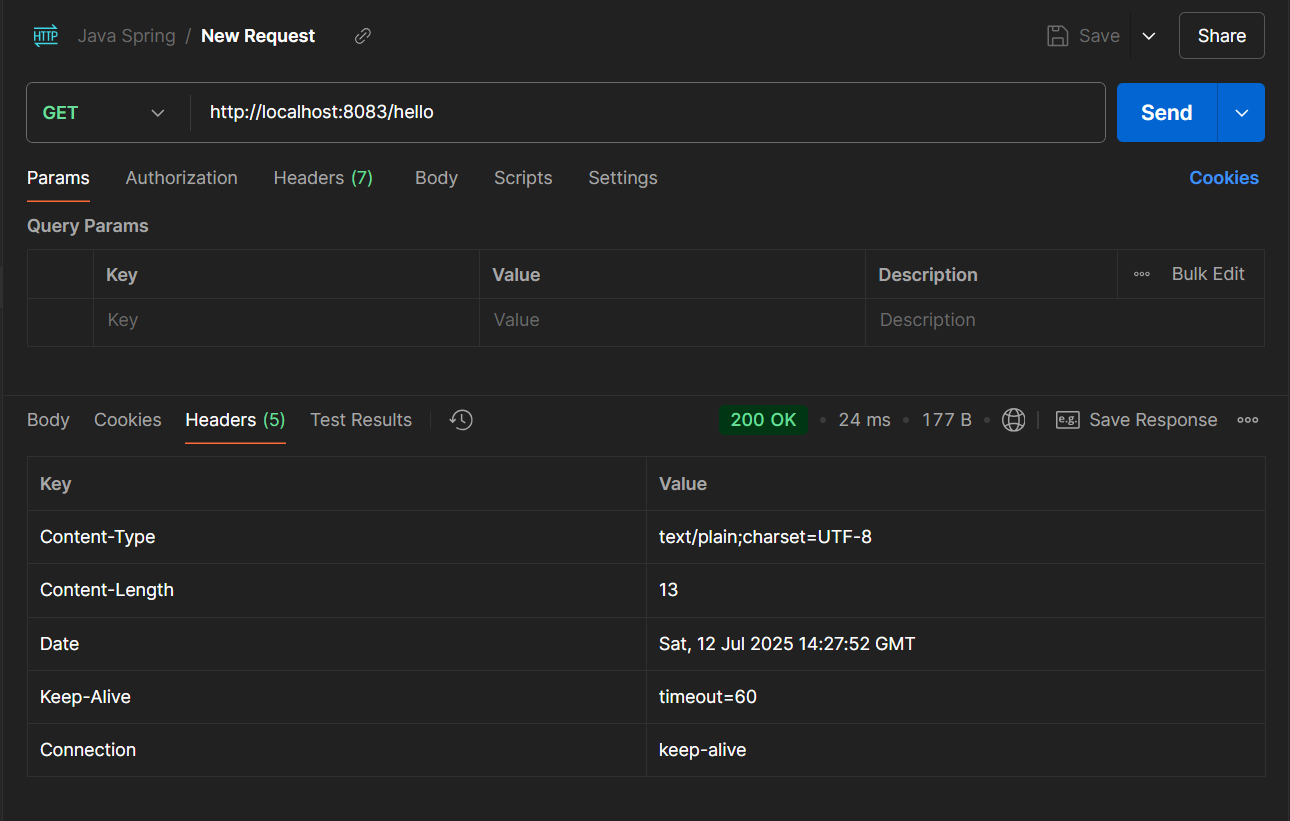 HTTP Java Spring / New Request Save Share
GET http://localhost:8083/hello Send
Params Authorization Headers (7) Body Scripts Settings Cookies
Query Params
Key Value Description Bulk Edit
Key Value Description
Body Cookies Headers (5) Test Results 200 OK 24 ms 177 B e.g. Save Response
Key Value
Content-Type text/plain;charset=UTF-8
Content-Length 13
Date Sat, 12 Jul 2025 14:27:52 GMT
Keep-Alive timeout=60
Connection keep-alive